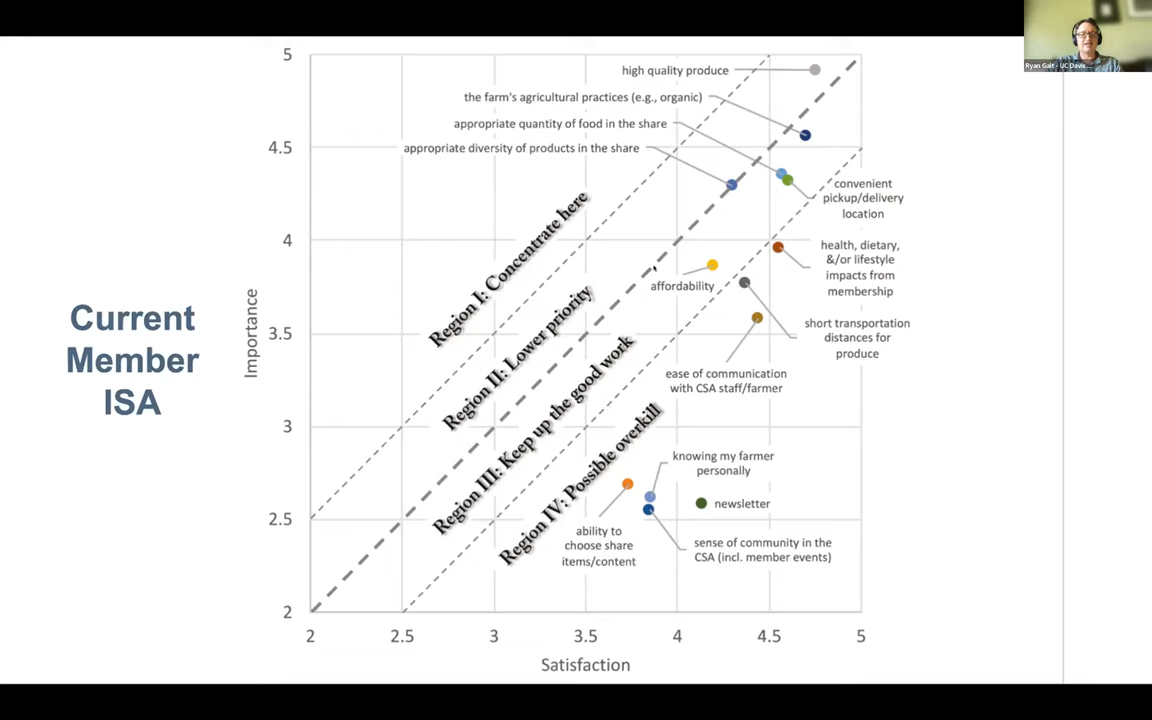 Ryan Galt - UC Davis
Current
Member
ISA
Importance
5
4.5
4
3.5
3
2.5
2
high quality produce
the farm's agricultural practices (e.g., organic)
appropriate quantity of food in the share
appropriate diversity of products in the share
convenient
pickup/delivery
location
health, dietary,
&/or lifestyle
impacts from
membership
affordability
short transportation
distances for
produce
ease of communication
with CSA staff/farmer
Region I: Concentrate here
Region II: Lower priority
Region III: Keep up the good work
Region IV: Possible overkill
knowing my farmer
personally
newsletter
ability to
choose share
items/content
sense of community in the
CSA (incl. member events)
2
2.5
3
3.5
4
4.5
5
Satisfaction